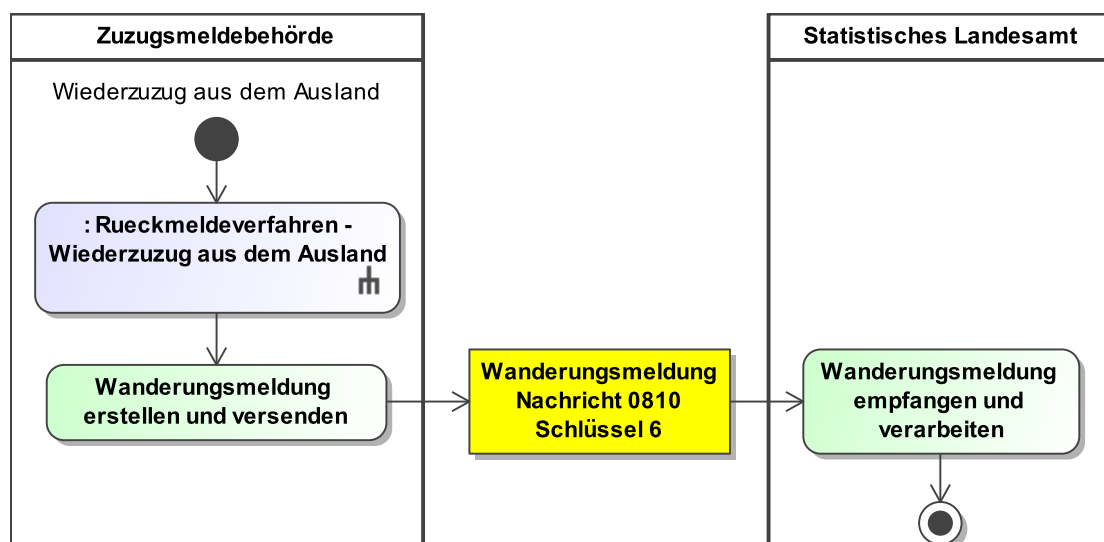 Zuzugsmeldebehörde
Statistisches Landesamt
Wiederzuzug aus dem Ausland
: Rueckmeldeverfahren -
Wiederzuzug aus dem Ausland
Wanderungsmeldung
erstellen und versenden
Wanderungsmeldung
Nachricht 0810
Schlüssel 6
Wanderungsmeldung
empfangen und
verarbeiten